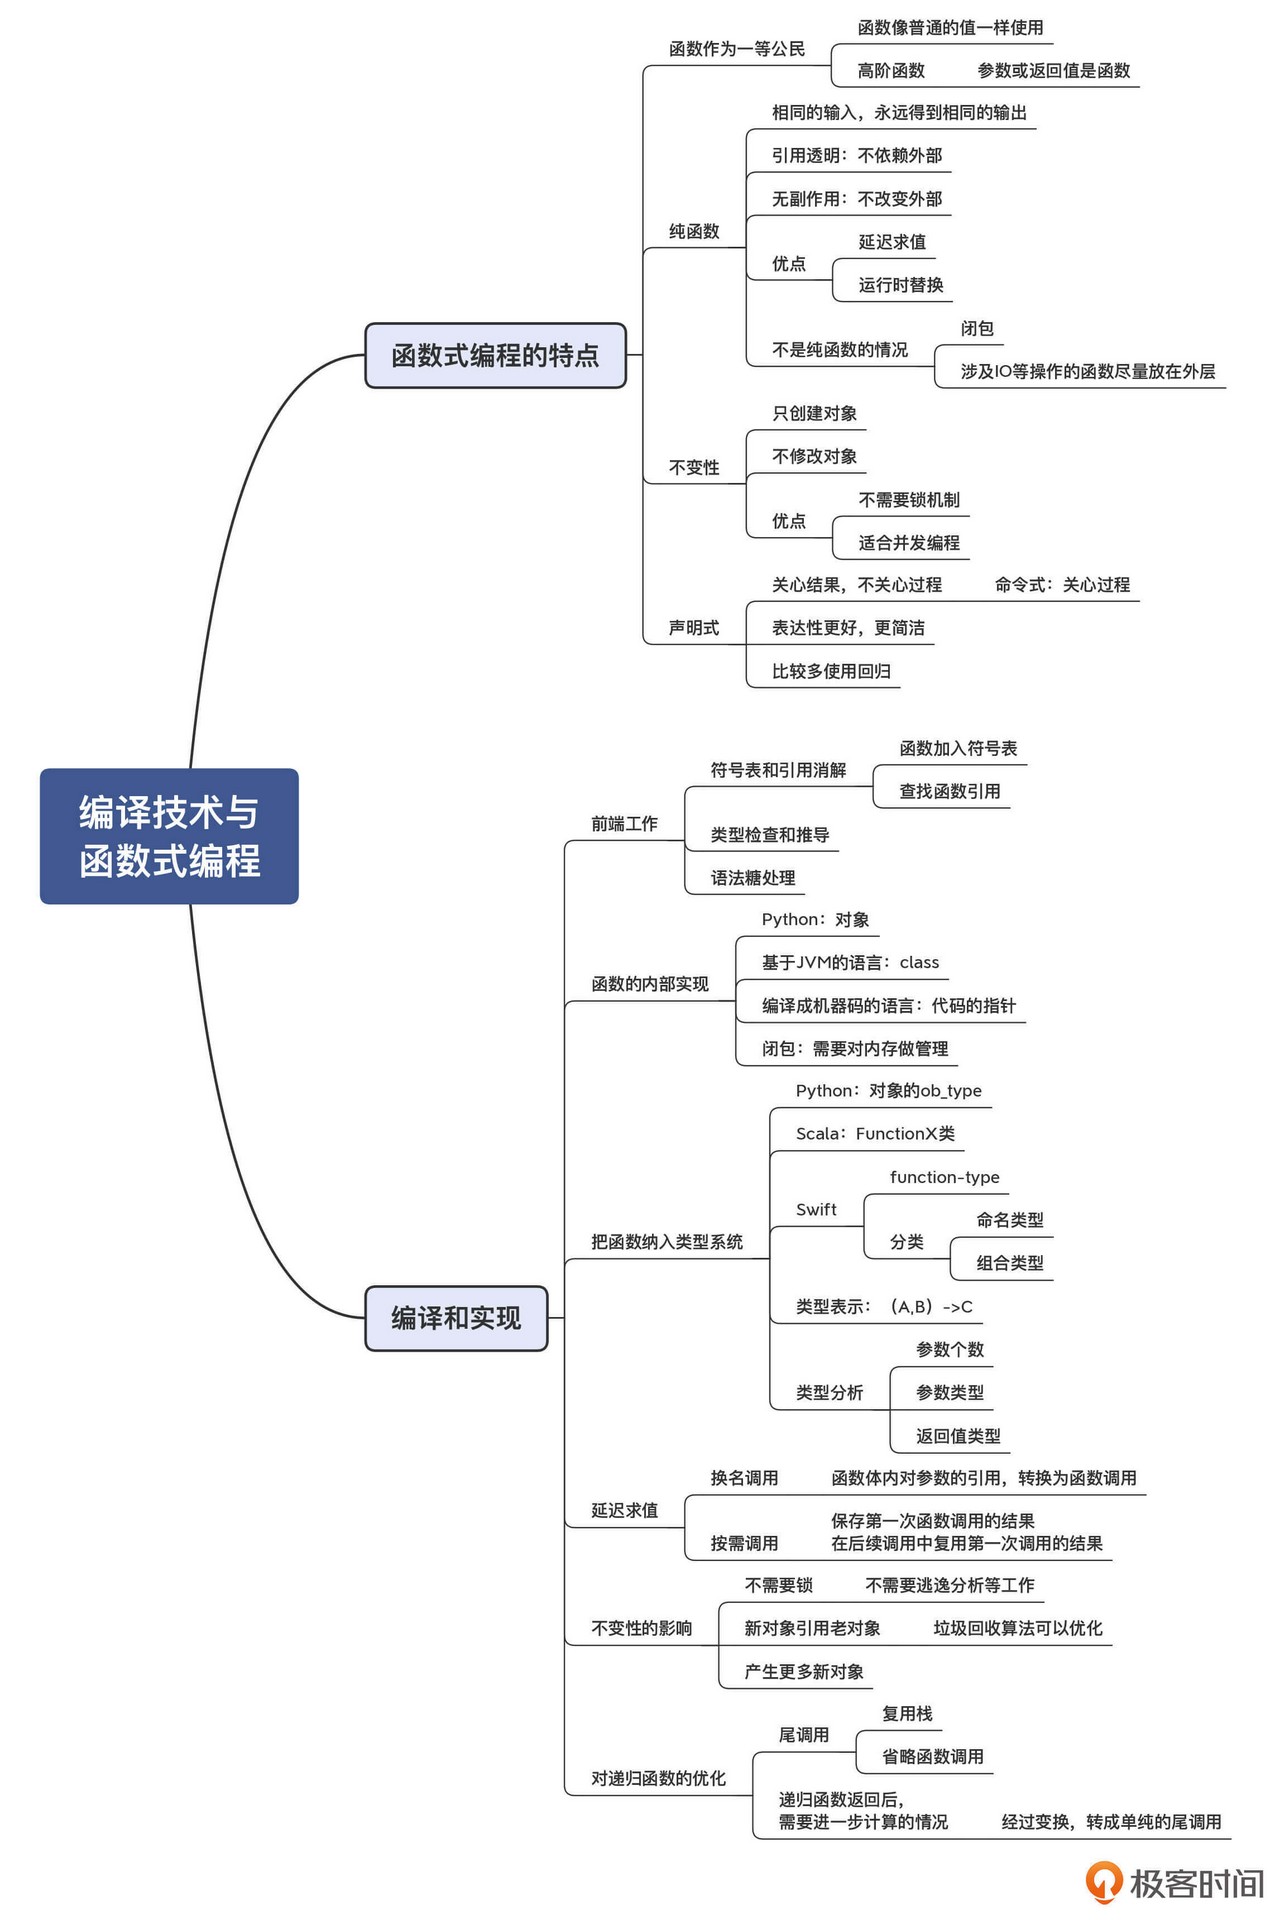 函数作为一等公民
函数像普通的值一样使用
高阶函数
参数或返回值是函数
纯函数
相同的输入，永远得到相同的输出
引用透明：不依赖外部
无副作用：不改变外部
优点
延迟求值
运行时替换
不是纯函数的情况
闭包
涉及IO等操作的函数尽量放在外层
函数式编程的特点
不变性
只创建对象
不修改对象
优点
不需要锁机制
适合并发编程
声明式
关心结果，不关心过程
命令式：关心过程
表达性更好，更简洁
比较多使用回归
编译技术与
函数式编程
前端工作
符号表和引用消解
函数加入符号表
查找函数引用
类型检查和推导
语法糖处理
函数的内部实现
Python：对象
基于JVM的语言：class
编译成机器码的语言：代码的指针
闭包：需要对内存做管理
把函数纳入类型系统
Python：对象的ob_type
Scala：FunctionX类
Swift
function-type
分类
命名类型
组合类型
类型表示：（A,B）->C
类型分析
参数个数
参数类型
返回值类型
编译和实现
延迟求值
换名调用
函数体内对参数的引用，转换为函数调用
按需调用
保存第一次函数调用的结果
在后续调用中复用第一次调用的结果
不变性的影响
不需要锁
不需要逃逸分析等工作
新对象引用老对象
垃圾回收算法可以优化
产生更多新对象
对递归函数的优化
尾调用
复用栈
省略函数调用
递归函数返回后，
需要进一步计算的情况
经过变换，转成单纯的尾调用
极客时间